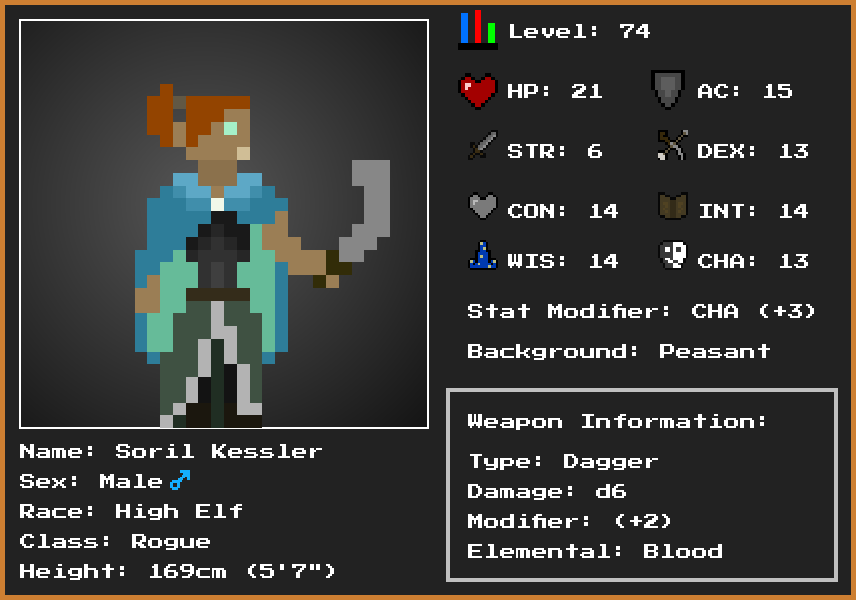 Level: 74
HP: 21 AC: 15
STR: 6 DEX: 13
CON: 14 INT: 14
WIS: 14 CHA: 13
Stat Modifier: CHA (+3)
Background: Peasant
Weapon Information:
Type: Dagger
Damage: d6
Modifier: (+2)
Elemental: Blood
Name: Soril Kessler
Sex: Male♂
Race: High Elf
Class: Rogue
Height: 169cm (5'7")